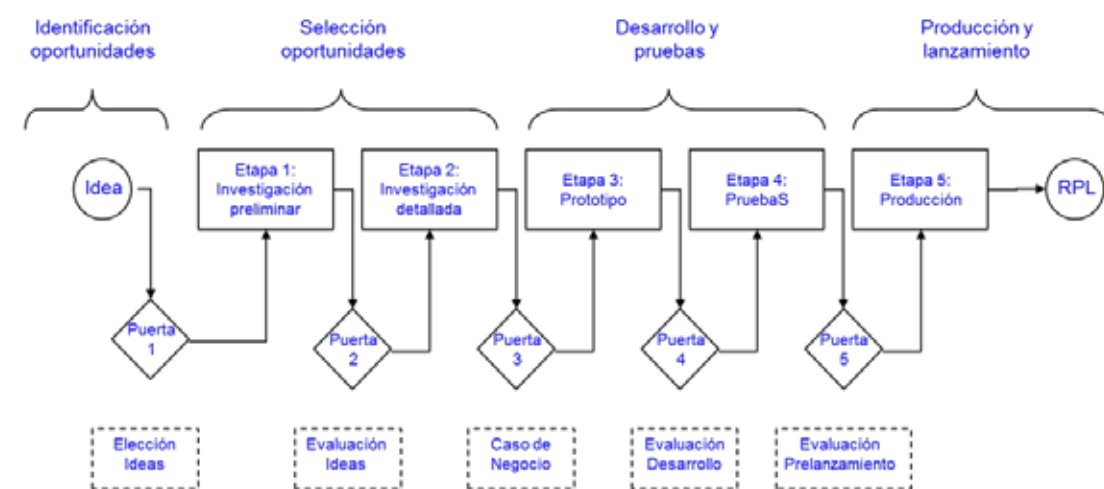 Identificación
oportunidades
Selección
oportunidades
Desarrollo y
pruebas
Producción y
lanzamiento
Idea
Etapa 1:
Investigación
preliminar
Etapa 2:
Investigación
detallada
Etapa 3:
Prototipo
Etapa 4:
PruebaS
Etapa 5:
Producción
RPL
Puerta
1
Puerta
2
Puerta
3
Puerta
4
Puerta
5
Elección
Ideas
Evaluación
Ideas
Caso de
Negocio
Evaluación
Desarrollo
Evaluación
Prelanzamiento